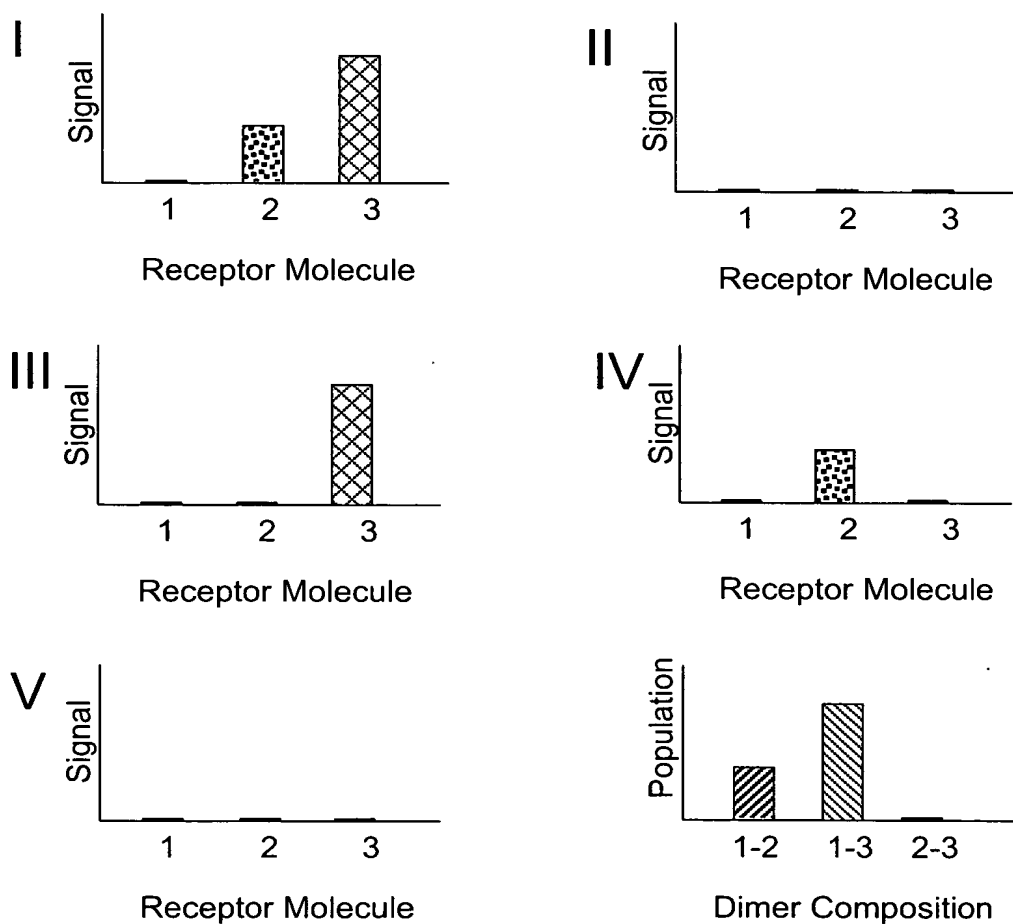 I
Signal
1 2 3
Receptor Molecule
II
Signal
1 2 3
Receptor Molecule
III
Signal
1 2 3
Receptor Molecule
IV
Signal
1 2 3
Receptor Molecule
V
Signal
1 2 3
Receptor Molecule
Population
1-2 1-3 2-3
Dimer Composition